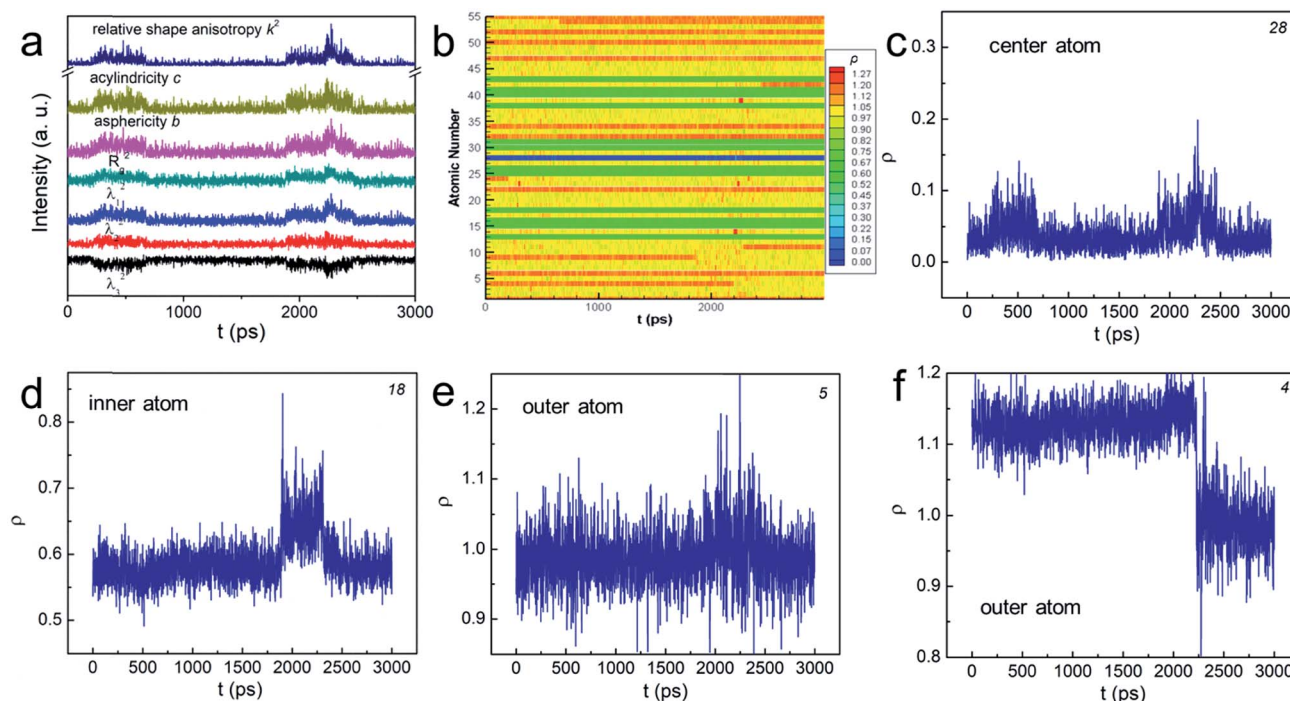 a
relative shape anisotropy k²
acylindricity c
asphericity b
Intensity (a. u.)
0 1000 2000 3000
t (ps)
b
55
50
45
40
35
30
25
20
15
10
5
Atomic Number
1000 2000
t (ps)
ρ
1.27
1.20
1.12
1.05
0.97
0.90
0.82
0.75
0.67
0.60
0.52
0.45
0.37
0.30
0.22
0.15
0.07
0.00
c
center atom
28
0.3
0.2
0.1
0.0
ρ
0 500 1000 1500 2000 2500 3000
t (ps)
d
inner atom
18
0.8
0.7
0.6
0.5
ρ
0 500 1000 1500 2000 2500 3000
t (ps)
e
outer atom
5
1.2
1.1
1.0
0.9
ρ
0 500 1000 1500 2000 2500 3000
t (ps)
f
4
1.2
1.1
1.0
0.9
0.8
ρ
outer atom
0 500 1000 1500 2000 2500 3000
t (ps)